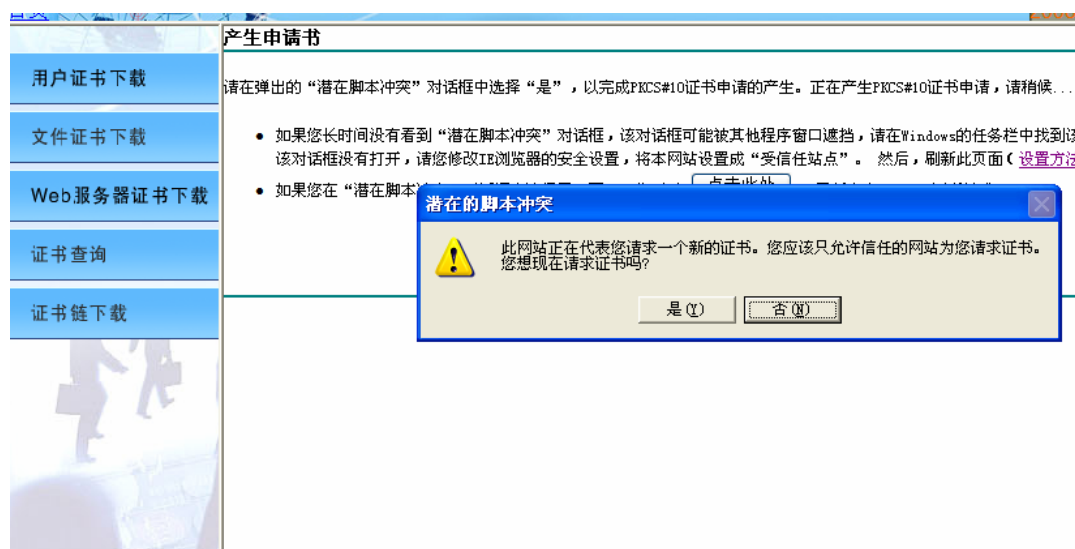 首页
产生申请书
用户证书下载
请在弹出的“潜在脚本冲突”对话框中选择“是”，以完成PKCS#10证书申请的产生。正在产生PKCS#10证书申请，请稍候...
文件证书下载
如果您长时间没有看到“潜在脚本冲突”对话框，该对话框可能被其他程序窗口遮挡，请在Windows的任务栏中找到该
该对话框没有打开，请您修改IE浏览器的安全设置，将本网站设置成“受信任站点”。 然后，刷新此页面( 设置方法
Web服务器证书下载
如果您在“潜在脚本
点击此处
潜在的脚本冲突
证书查询
此网站正在代表您请求一个新的证书。您应该只允许信任的网站为您请求证书。
您想现在请求证书吗?
证书链下载
是(Y)
否(N)